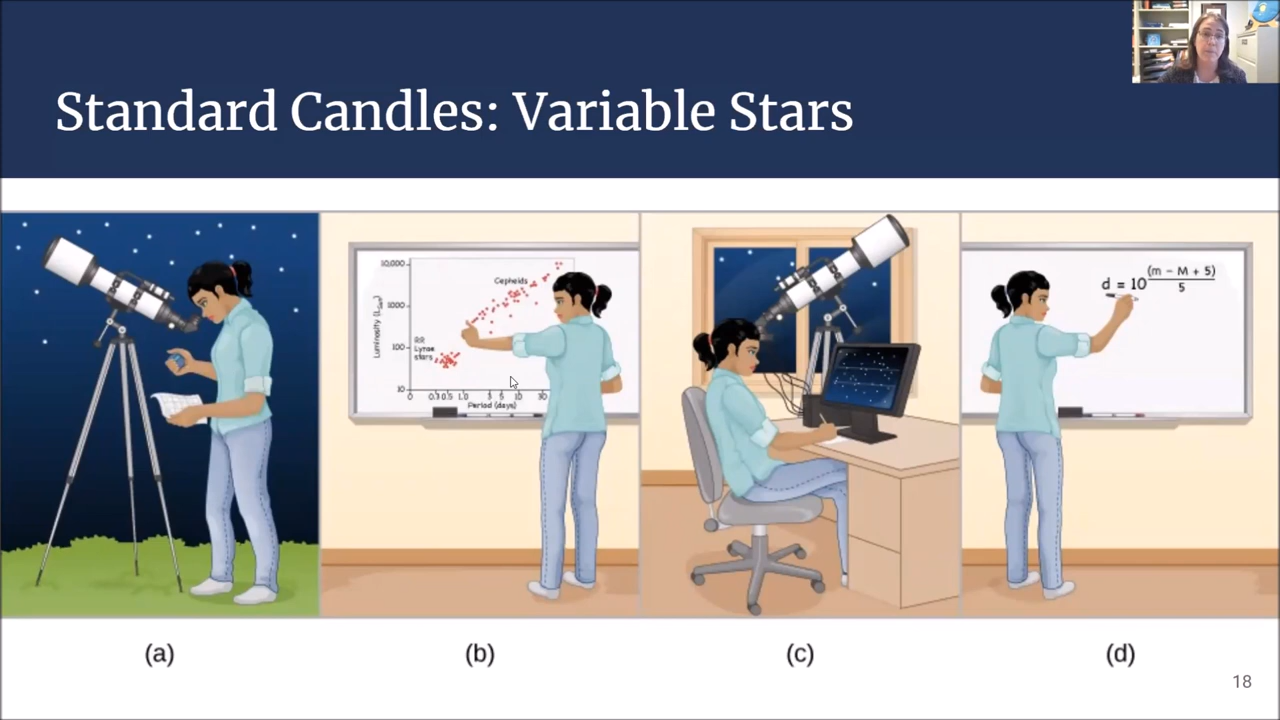 Standard Candles: Variable Stars
10,000
Cepheids
1000
Luminosity (LSun)
RR
Lyrae
stars
100
10
0 0.3 0.5 1.0 3 5 10 30
Period (days)
(m – M + 5)
d = 10
5
(a) (b) (c) (d)
18